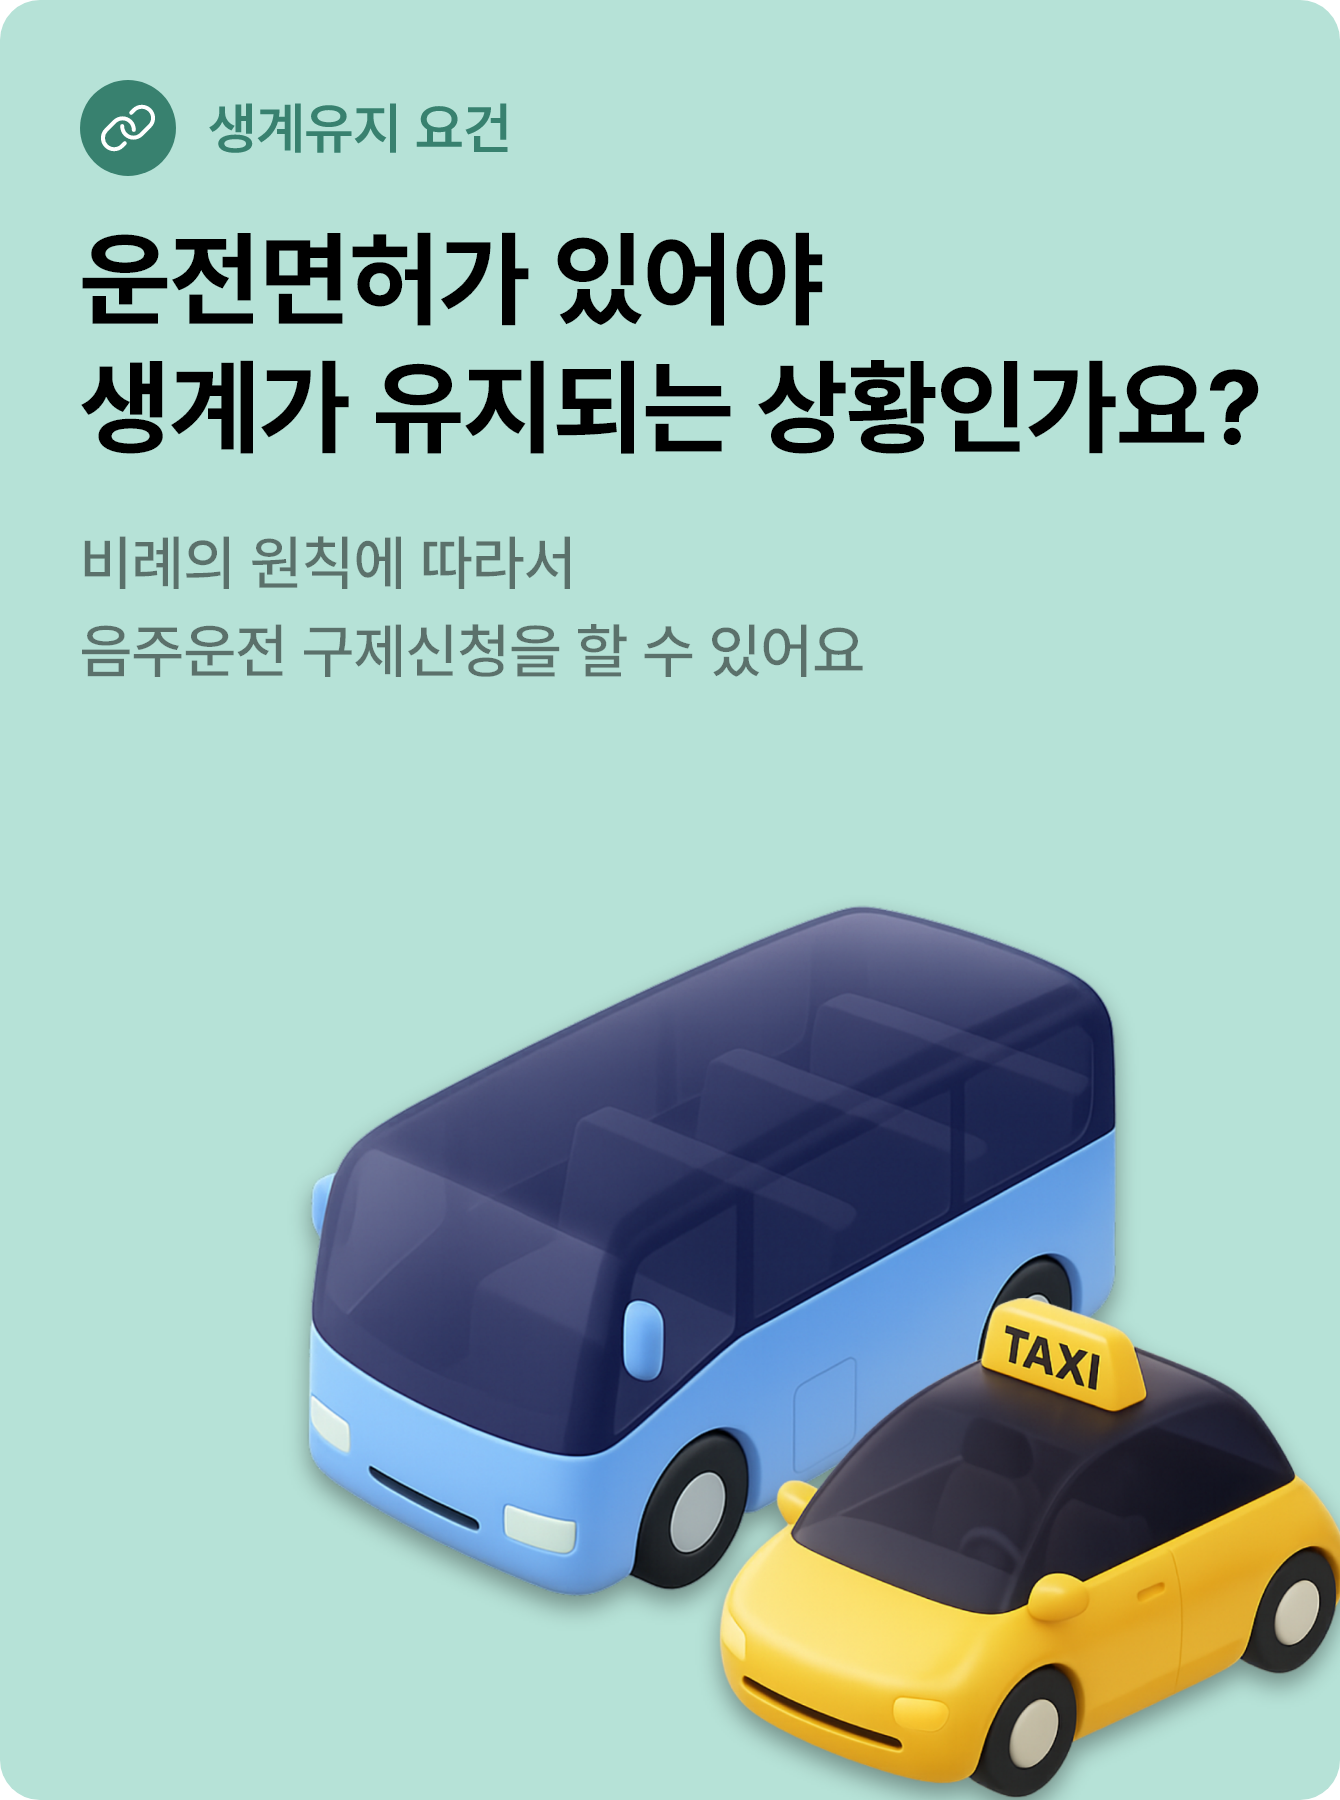 생계유지 요건
운전면허가 있어야
생계가 유지되는 상황인가요?
비례의 원칙에 따라서
음주운전 구제신청을 할 수 있어요
TAXI